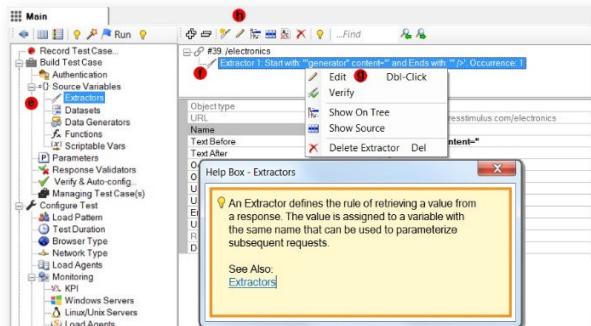 Main
h
Run
...Find
Record Test Case...
Build Test Case
Authentication
Source Variables
e
Extractors
Datasets
Data Generators
fx Functions
Scriptable Vars
P Parameters
Response Validators
Verify & Auto-config...
Managing Test Case(s)
Configure Test
Load Pattern
Test Duration
Browser Type
Network Type
Load Agents
Monitoring
KPI
Windows Servers
Linux/Unix Servers
Load Agents
#39. /electronics
f
Extractor 1: Start with: '"generator" content="' and Ends with '" />'. Occurrence: 1
Edit g Dbl-Click
Verify
Show On Tree
Show Source
Delete Extractor Del
Object type
URL
resstimulus.com/electronics
Name
Text Before
ntent="
Text After
Help Box - Extractors
X
An Extractor defines the rule of retrieving a value from
a response. The value is assigned to a variable with
the same name that can be used to parameterize
subsequent requests.
See Also:
Extractors